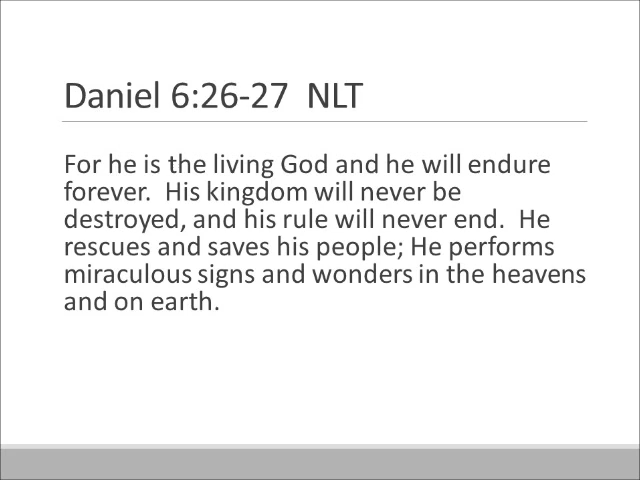 Daniel 6:26-27  NLT
For he is the living God and he will endure
forever.  His kingdom will never be
destroyed, and his rule will never end.  He
rescues and saves his people; He performs
miraculous signs and wonders in the heavens
and on earth.